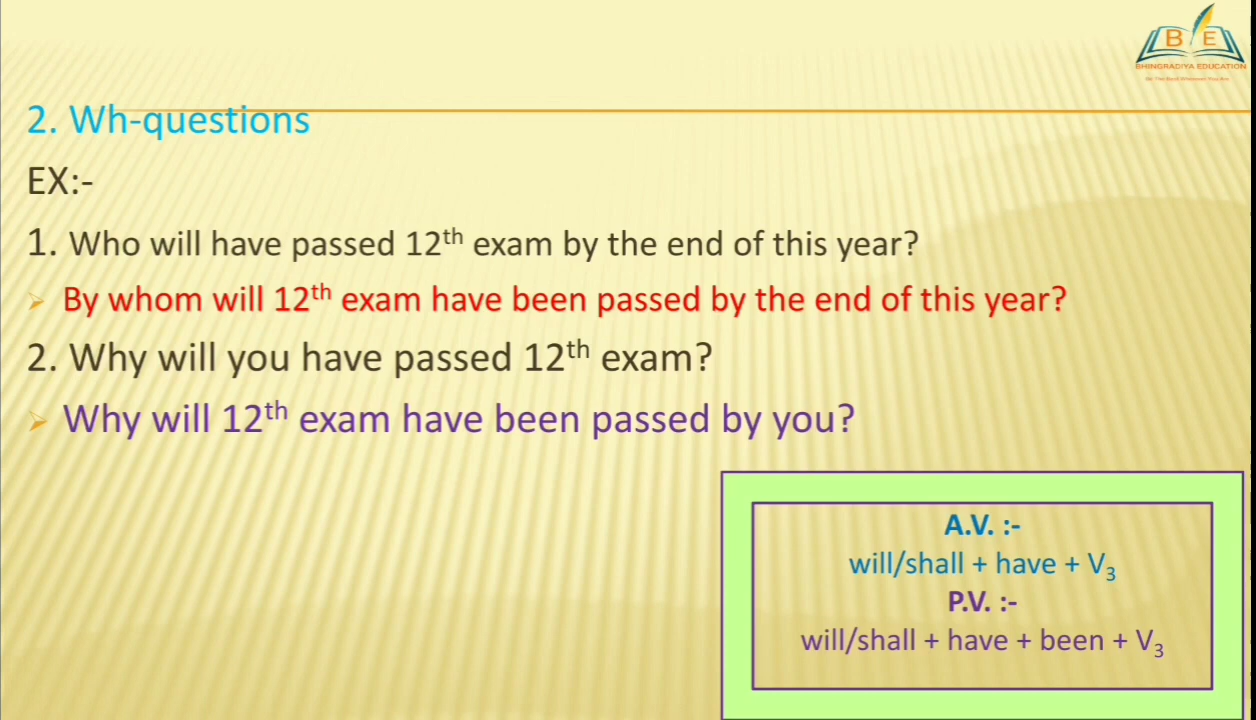 B E
BHINGRADIYA EDUCATION
2. Wh-questions
EX:-
1. Who will have passed 12th exam by the end of this year?
➢ By whom will 12th exam have been passed by the end of this year?
2. Why will you have passed 12th exam?
➢ Why will 12th exam have been passed by you?
A.V. :-
will/shall + have + V3
P.V. :-
will/shall + have + been + V3